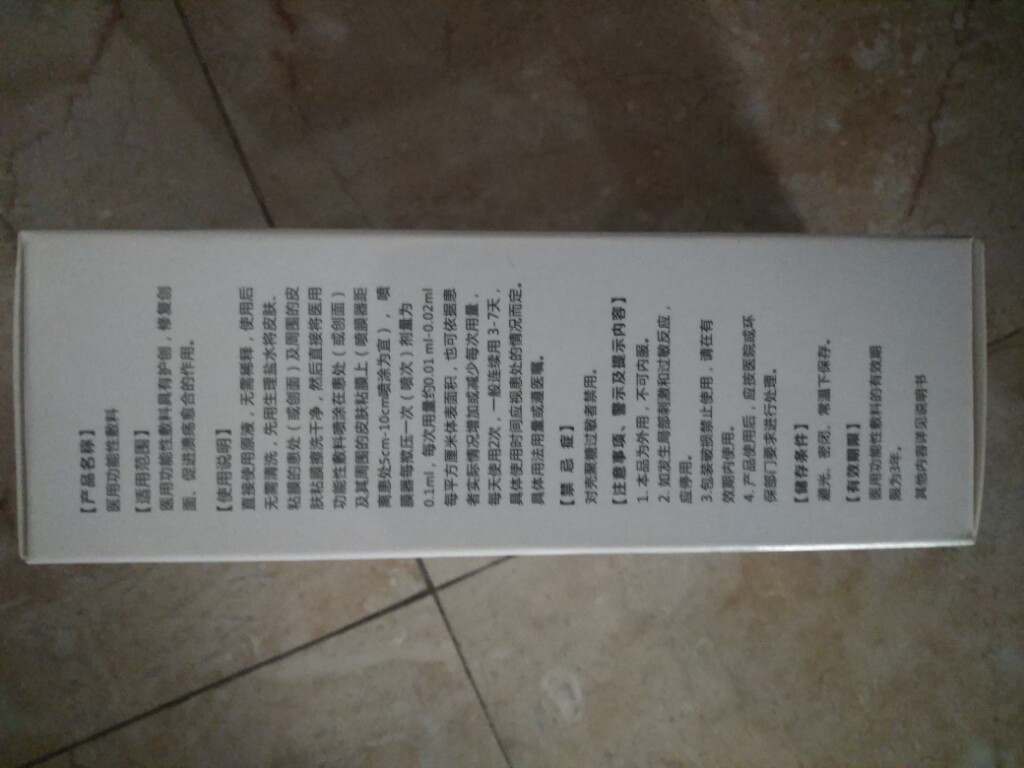 【产品名称】
医用功能性敷料
【适用范围】
医用功能性敷料具有护创，修复创
面、促进溃疡愈合的作用。
【使用说明】
直接使用原液，无需稀释，使用后
无需清洗，先用生理盐水将皮肤、
粘膜的患处（或创面）及周围的皮
肤粘膜擦洗干净，然后直接将医用
功能性敷料喷涂在患处（或创面）
及其周围的皮肤粘膜上（喷膜器距
离患处5cm-10cm喷涂为宜），喷
膜器每揿压一次（喷次）剂量为
0.1ml，每次用量约0.01ml-0.02ml
每平方厘米体表面积，也可依据患
者实际情况增加或减少每次用量，
每天使用2次，一般连续用3-7天，
具体使用时间应视患处的情况而定。
具体用法用量或遵医嘱。
【禁 忌 症】
对壳聚糖过敏者禁用。
【注意事项、警示及提示内容】
1. 本品为外用，不可内服。
2. 如发生局部刺激和过敏反应，
应停用。
3.包装破损禁止使用，请在有
效期内使用。
4. 产品使用后，应按医院或环
保部门要求进行处理。
【储存条件】
避光、密闭、常温下保存。
【有效期限】
医用功能性敷料的有效期
限为3年。
其他内容详见说明书